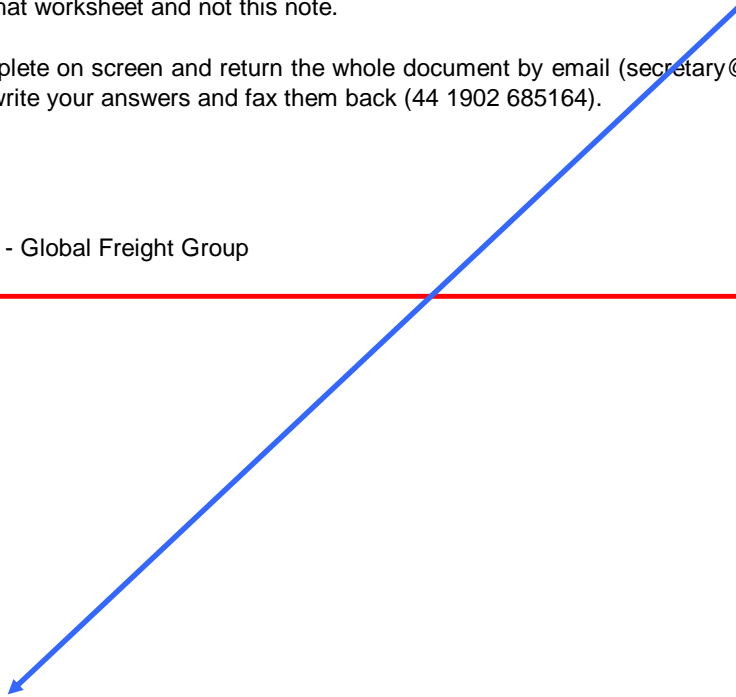 hat worksheet and not this note.
plete on screen and return the whole document by email (secretary@
write your answers and fax them back (44 1902 685164).
- Global Freight Group